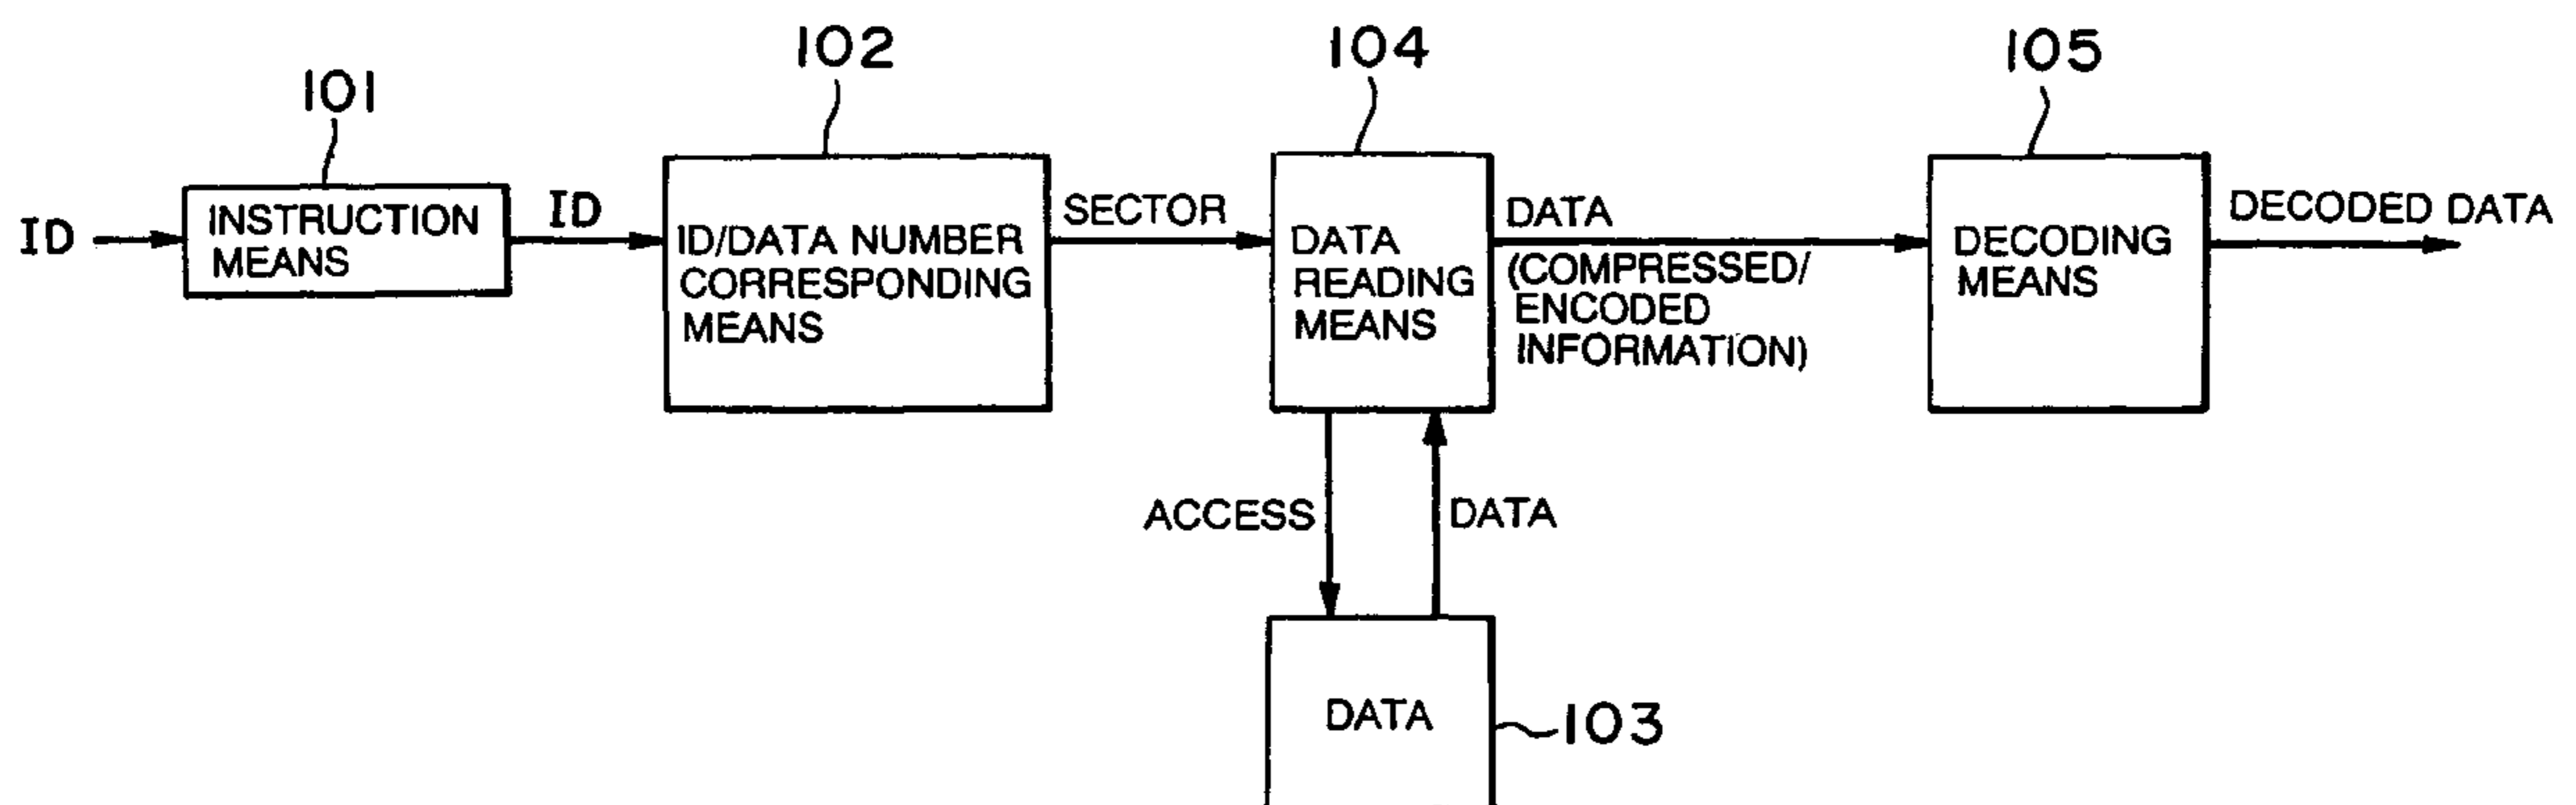 101
102
104
105
ID
INSTRUCTION
MEANS
ID
ID/DATA NUMBER
CORRESPONDING
MEANS
SECTOR
DATA
READING
MEANS
DATA
(COMPRESSED/
ENCODED
INFORMATION)
DECODING
MEANS
DECODED DATA
ACCESS
DATA
DATA
103